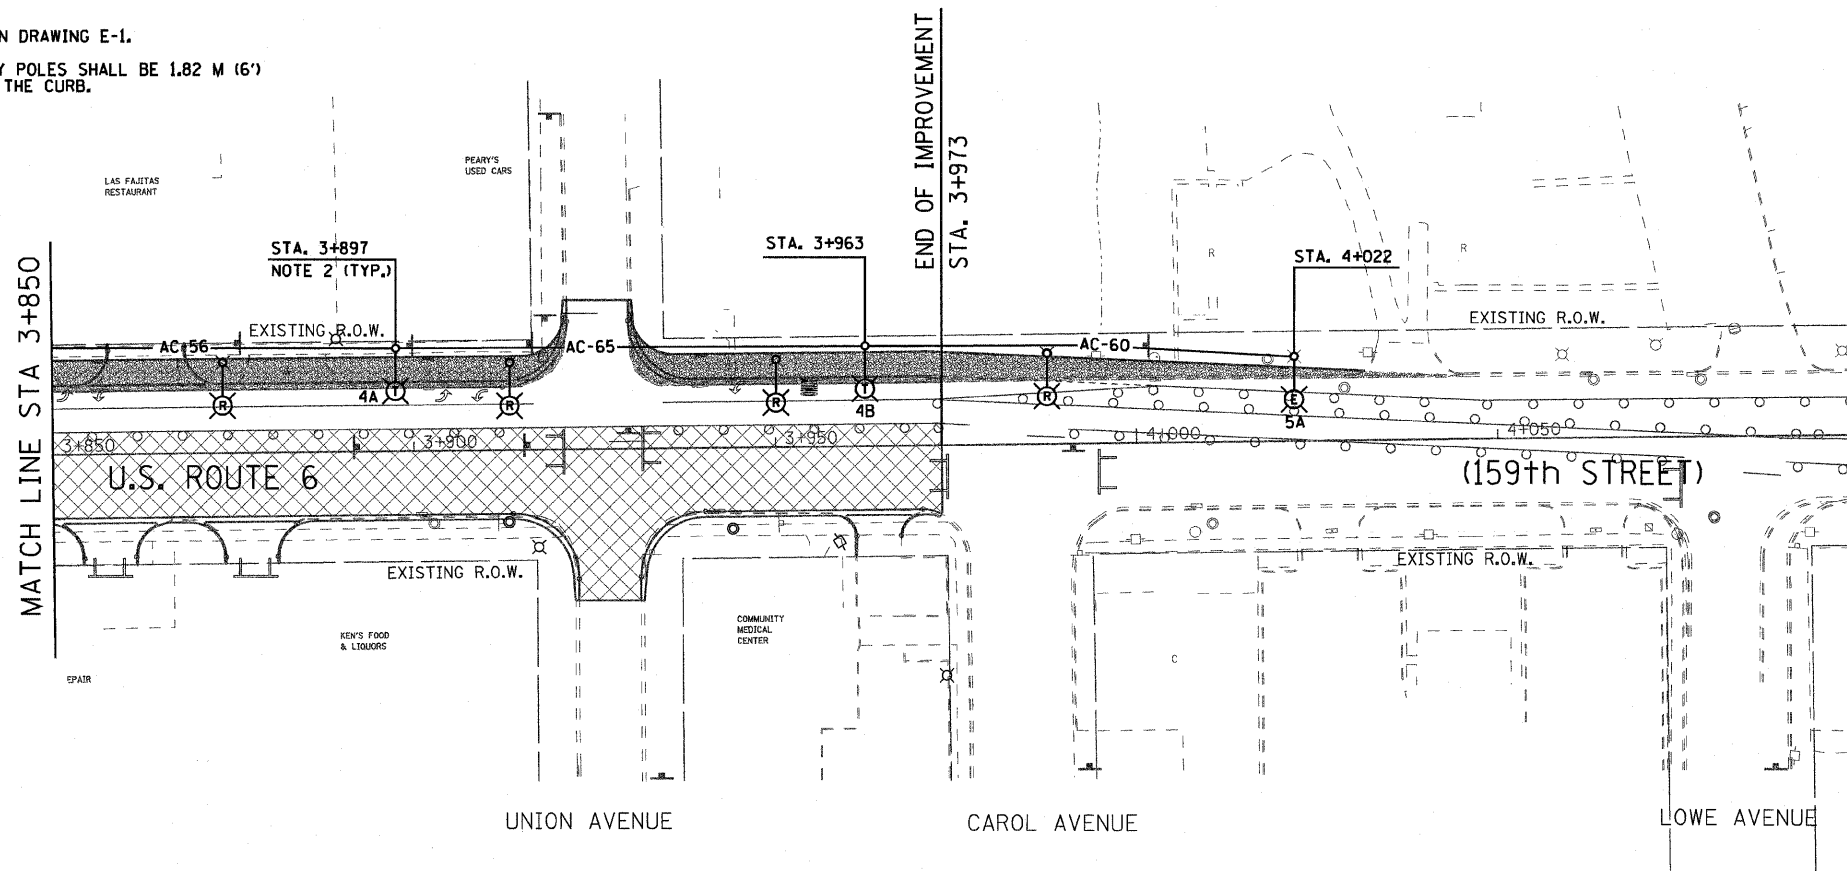 N DRAWING E-1.
Y POLES SHALL BE 1.82 M (6')
THE CURB.
LAS FAJITAS
RESTAURANT
PEARY'S
USED CARS
END OF IMPROVEMENT
STA. 3+973
MATCH LINE STA 3+850
STA. 3+897
NOTE 2 (TYP.)
STA. 3+963
STA. 4+022
R
R
EXISTING R.O.W.
EXISTING R.O.W.
AC-56
AC-65
AC-60
R
4A
T
R
R
T
4B
R
E
5A
3+850
3+900
3+950
4+000
4+050
U.S. ROUTE 6
(159th STREET)
EXISTING R.O.W.
EXISTING R.O.W.
KEN'S FOOD
& LIQUORS
COMMUNITY
MEDICAL
CENTER
C
EPAIR
UNION AVENUE
CAROL AVENUE
LOWE AVENUE